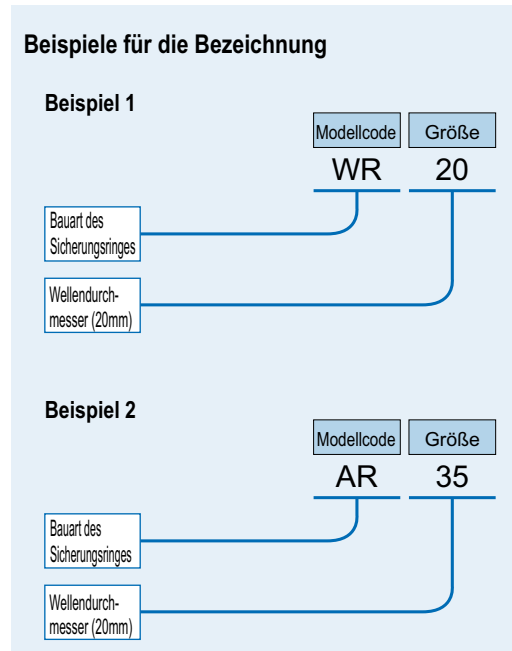 Beispiele für die Bezeichnung
Beispiel 1
Modellcode Größe
WR 20
Bauart des
Sicherungsringes
Wellendurch-
messer (20mm)
Beispiel 2
Modellcode Größe
AR 35
Bauart des
Sicherungsringes
Wellendurch-
messer (20mm)